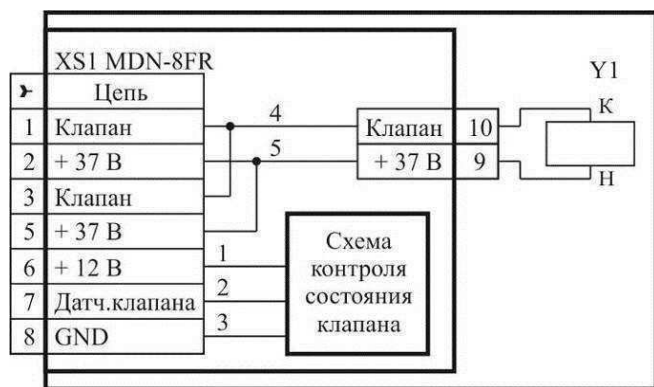 XS1 MDN-8FR
Цепь
1 Клапан
2 + 37 В
3 Клапан
5 + 37 В
6 + 12 В
7 Датч.клапана
8 GND
4
5
1
2
3
Клапан 10
+ 37 В 9
Схема
контроля
состояния
клапана
Y1
К
Н